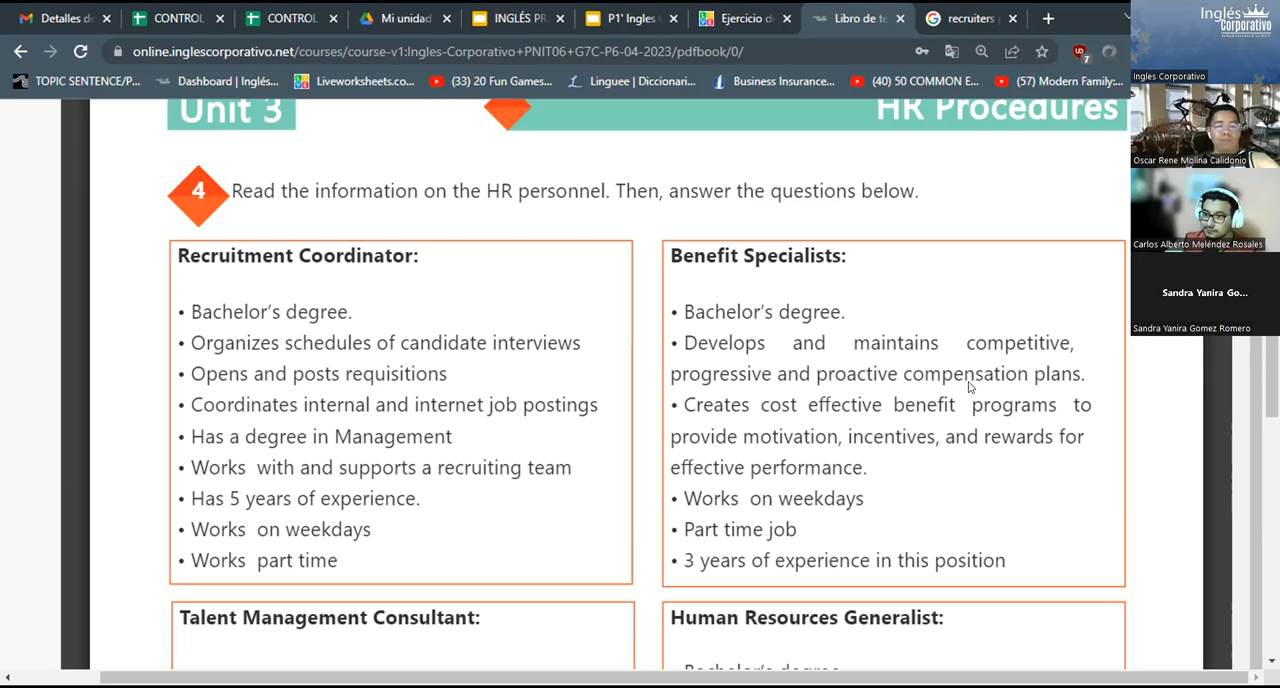 Detalles de
CONTROL
CONTROL
Mi unidad
INGLÉS PR
P1' Ingles
Ejercicio d
Libro de te
recruiters
online.inglescorporativo.net/courses/course-v1:Ingles-Corporativo+PNIT06+G7C-P6-04-2023/pdfbook/0/
TOPIC SENTENCE/P...
Dashboard | Inglés...
Liveworksheets.co...
(33) 20 Fun Games...
Linguee | Diccionari...
Business Insurance...
(40) 50 COMMON E...
(57) Modern Family:...
Inglés
Corporativo
Ingles Corporativo
Oscar Rene Molina Calidonio
Carlos Alberto Meléndez Rosales
Sandra Yanira Go...
Sandra Yanira Gomez Romero
Unit 3
HR Procedures
4
Read the information on the HR personnel. Then, answer the questions below.
Recruitment Coordinator:
• Bachelor's degree.
• Organizes schedules of candidate interviews
• Opens and posts requisitions
• Coordinates internal and internet job postings
• Has a degree in Management
• Works with and supports a recruiting team
• Has 5 years of experience.
• Works on weekdays
• Works part time
Benefit Specialists:
• Bachelor's degree.
• Develops and maintains competitive,
progressive and proactive compensation plans.
• Creates cost effective benefit programs to
provide motivation, incentives, and rewards for
effective performance.
• Works on weekdays
• Part time job
• 3 years of experience in this position
Talent Management Consultant:
Human Resources Generalist:
Bachelor's degree